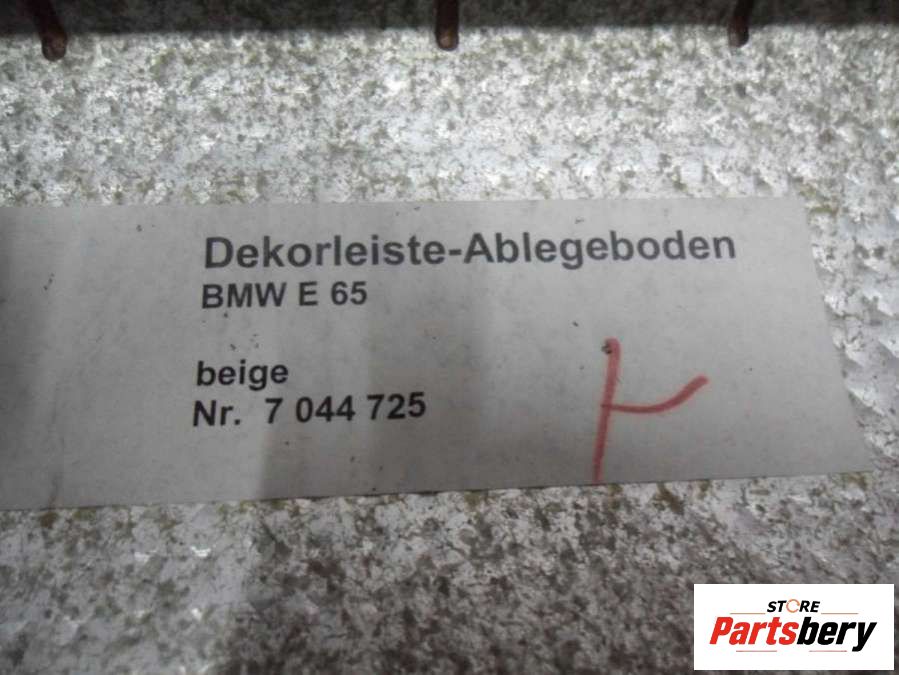 Dekorleiste-Ablegeboden
BMW E 65
beige
Nr. 7 044 725
STORE
Partsbery